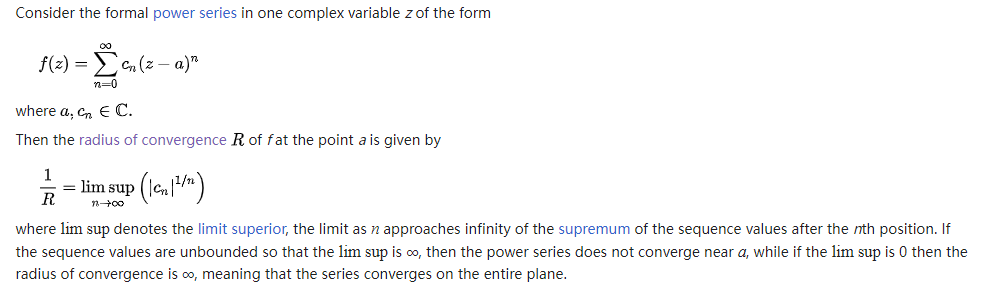 Consider the formal power series in one complex variable z of the form
f(z) = ∑_{n=0}^{∞} c_n (z − a)^n
where a, c_n ∈ ℂ.
Then the radius of convergence R of f at the point a is given by
1/R = lim sup_{n→∞} (|c_n|^{1/n})
where lim sup denotes the limit superior, the limit as n approaches infinity of the supremum of the sequence values after the nth position. If
the sequence values are unbounded so that the lim sup is ∞, then the power series does not converge near a, while if the lim sup is 0 then the
radius of convergence is ∞, meaning that the series converges on the entire plane.